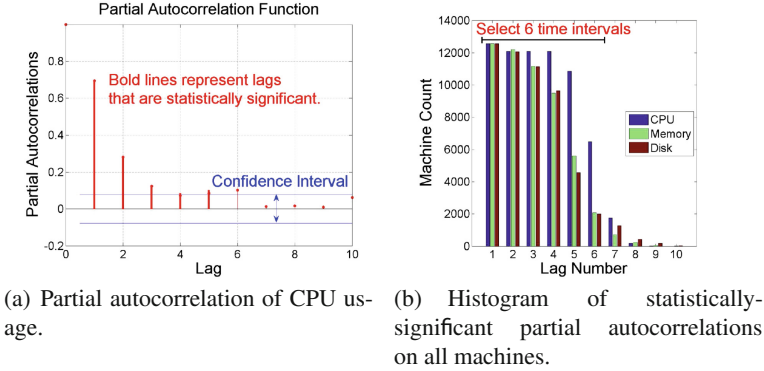 Partial Autocorrelation Function
Partial Autocorrelations
0.8
0.6
0.4
0.2
0
-0.2
Bold lines represent lags
that are statistically significant.
Confidence Interval
0 2 4 6 8 10
Lag
(a) Partial autocorrelation of CPU us-
age.
14000
12000
10000
8000
6000
4000
2000
0
Machine Count
Select 6 time intervals
CPU
Memory
Disk
1 2 3 4 5 6 7 8 9 10
Lag Number
(b) Histogram of statistically-
significant partial autocorrelations
on all machines.